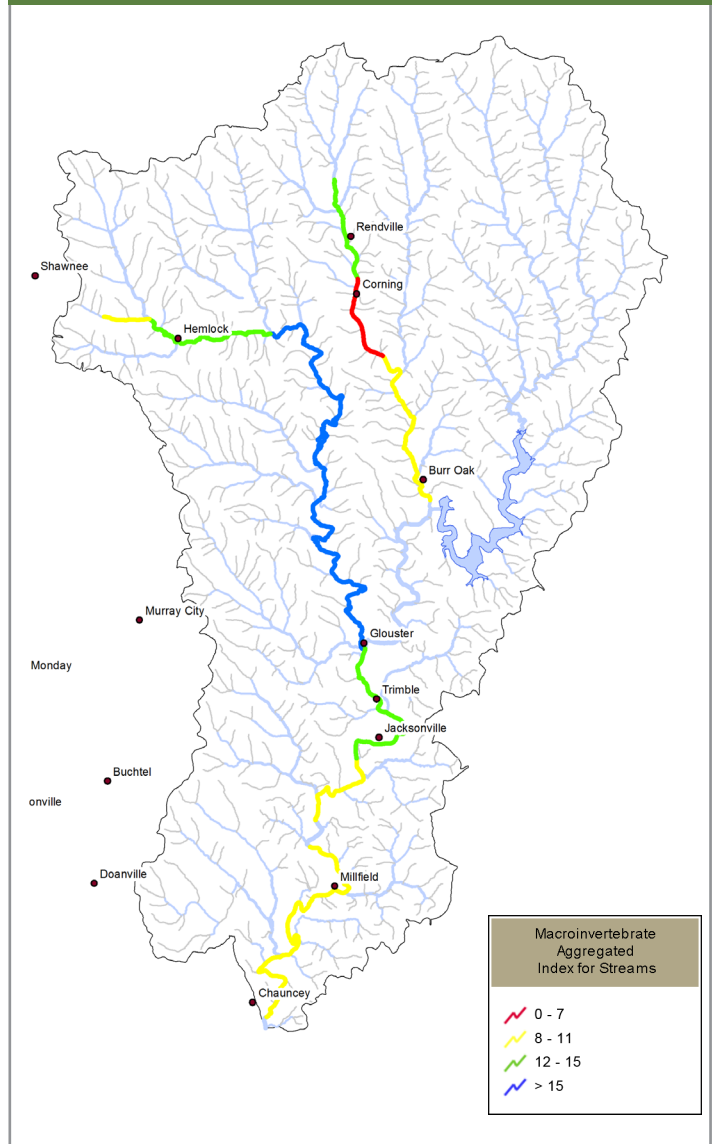 Rendville
Shawnee
Corning
Hemlock
Burr Oak
Murray City
Glouster
Monday
Trimble
Jacksonville
Buchtel
onville
Doanville
Millfield
Chauncey
Macroinvertebrate
Aggregated
Index for Streams
0 - 7
8 - 11
12 - 15
> 15